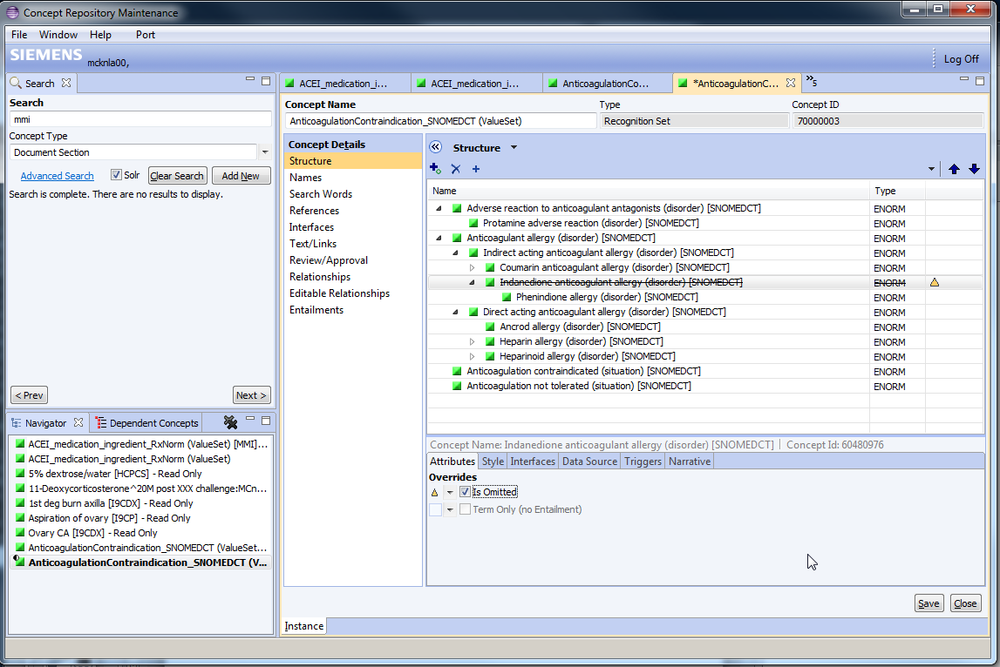 Concept Repository Maintenance
File Window Help Port
SIEMENS mcknla00,
Log Off
Search
Search
mmi
Concept Type
Document Section
Advanced Search Solr Clear Search Add New
Search is complete. There are no results to display.
< Prev Next >
Navigator Dependent Concepts
ACEI_medication_ingredient_RxNorm (ValueSet) [MMI]...
ACEI_medication_ingredient_RxNorm (ValueSet)
5% dextrose/water [HCPCS] - Read Only
11-Deoxycorticosterone^20M post XXX challenge:MCn...
1st deg burn axilla [I9CDX] - Read Only
Aspiration of ovary [I9CP] - Read Only
Ovary CA [I9CDX] - Read Only
AnticoagulationContraindication_SNOMEDCT (ValueSet...
AnticoagulationContraindication_SNOMEDCT (V...
ACEI_medication_i... ACEI_medication_i... AnticoagulationCo... *AnticoagulationC... »5
Concept Name Type Concept ID
AnticoagulationContraindication_SNOMEDCT (ValueSet) Recognition Set 70000003
Concept Details
Structure
Names
Search Words
References
Interfaces
Text/Links
Review/Approval
Relationships
Editable Relationships
Entailments
Structure
Name Type
Adverse reaction to anticoagulant antagonists (disorder) [SNOMEDCT] ENORM
Protamine adverse reaction (disorder) [SNOMEDCT] ENORM
Anticoagulant allergy (disorder) [SNOMEDCT] ENORM
Indirect acting anticoagulant allergy (disorder) [SNOMEDCT] ENORM
Coumarin anticoagulant allergy (disorder) [SNOMEDCT] ENORM
Indanedione anticoagulant allergy (disorder) [SNOMEDCT] ENORM
Phenindione allergy (disorder) [SNOMEDCT] ENORM
Direct acting anticoagulant allergy (disorder) [SNOMEDCT] ENORM
Ancrod allergy (disorder) [SNOMEDCT] ENORM
Heparin allergy (disorder) [SNOMEDCT] ENORM
Heparinoid allergy (disorder) [SNOMEDCT] ENORM
Anticoagulation contraindicated (situation) [SNOMEDCT] ENORM
Anticoagulation not tolerated (situation) [SNOMEDCT] ENORM
Concept Name: Indanedione anticoagulant allergy (disorder) [SNOMEDCT] | Concept Id: 60480976
Attributes Style Interfaces Data Source Triggers Narrative
Overrides
Is Omitted
Term Only (no Entailment)
Save Close
Instance